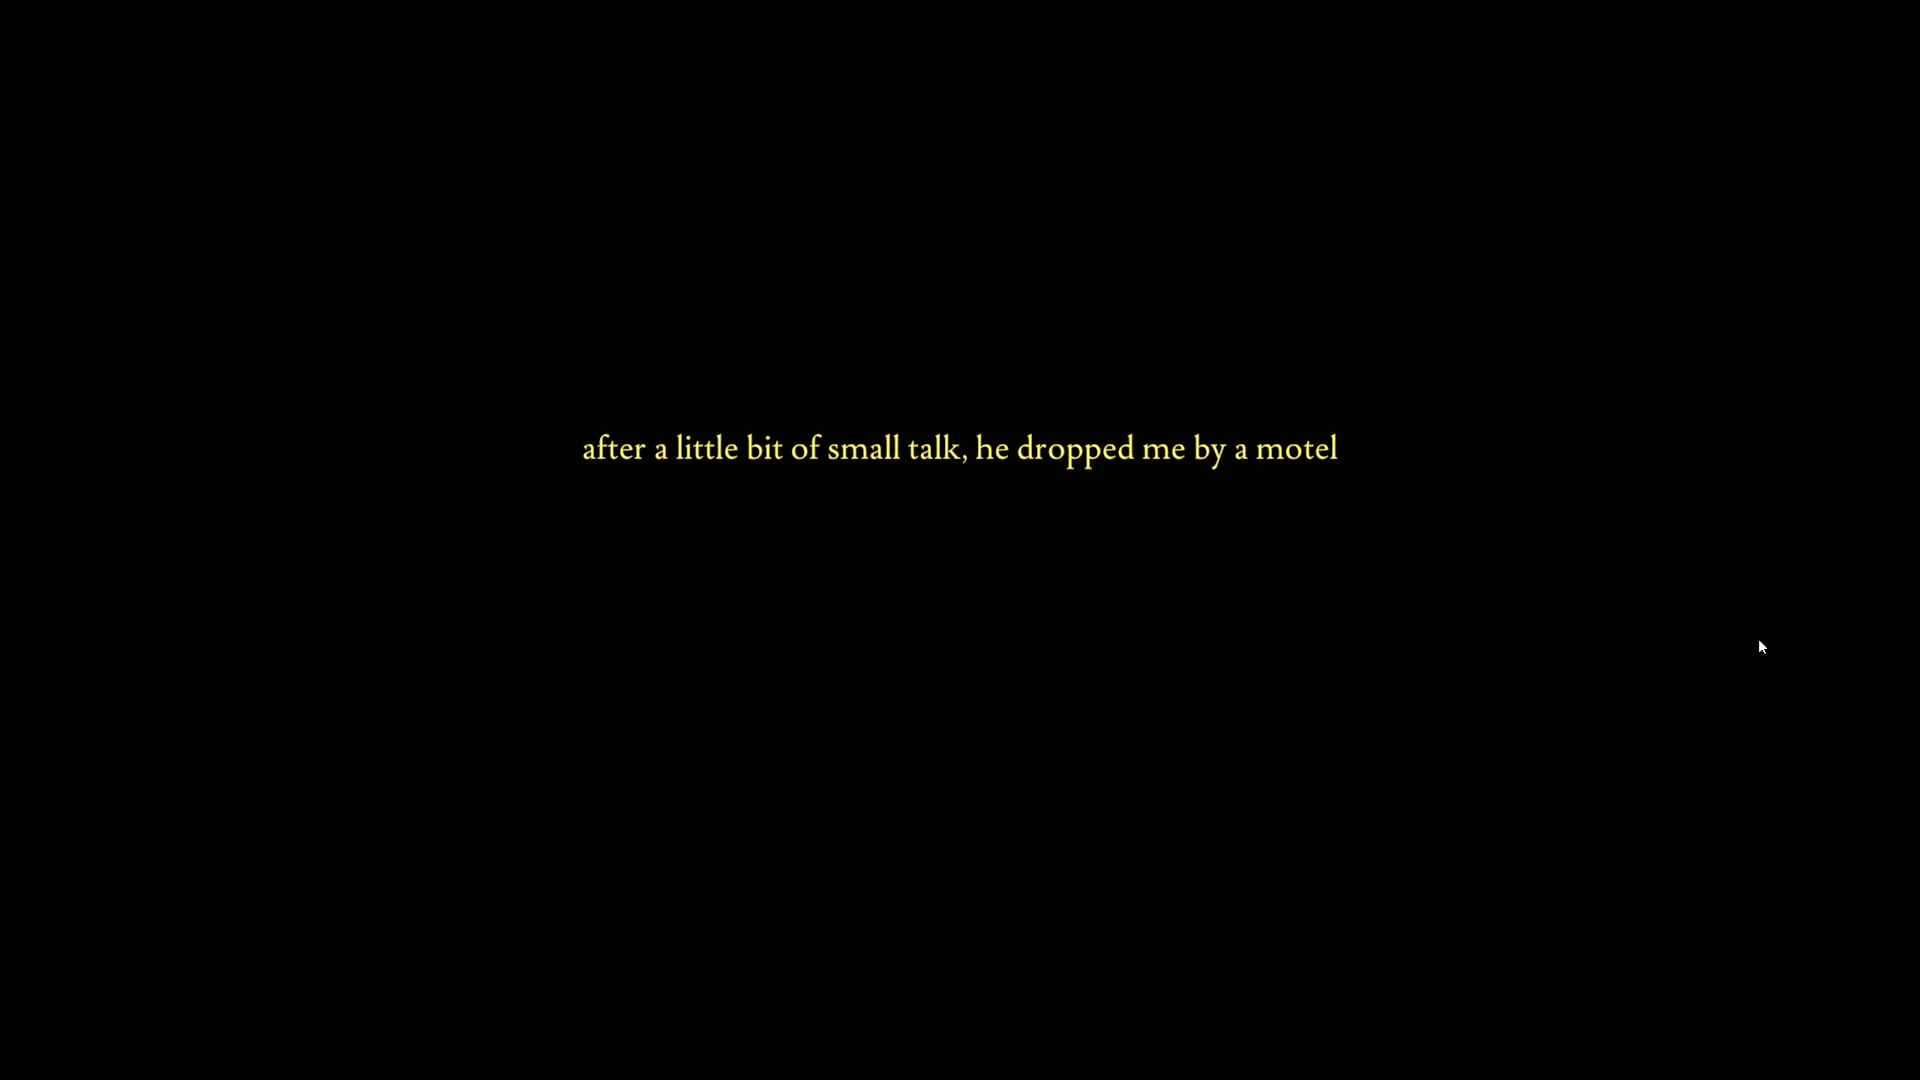 after a little bit of small talk, he dropped me by a motel